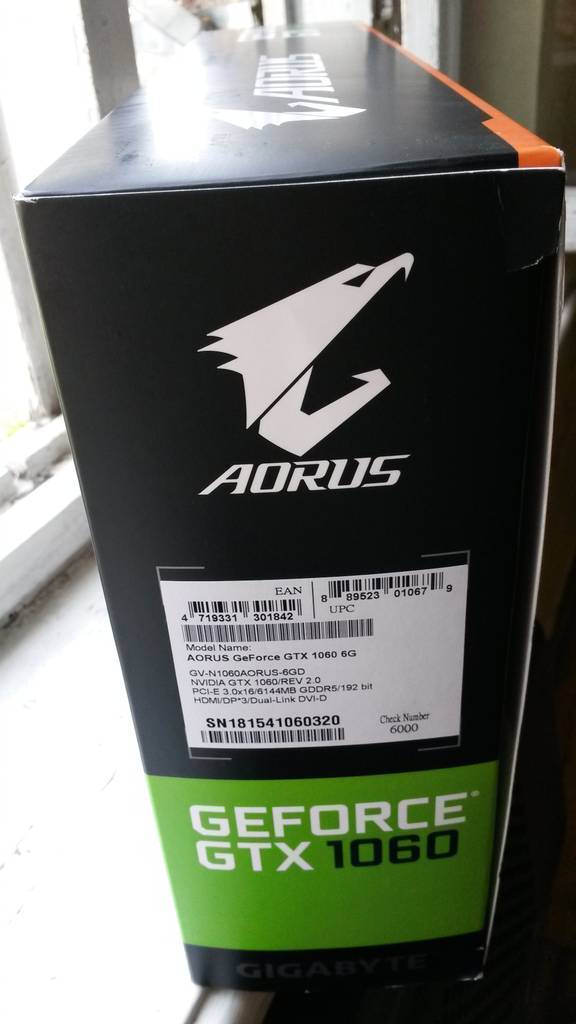 AORUS
AORUS
EAN
4 719331 301842
8 89523 01067 9
UPC
Model Name:
AORUS GeForce GTX 1060 6G
GV-N1060AORUS-6GD
NVIDIA GTX 1060/REV 2.0
PCI-E 3.0x16/6144MB GDDR5/192 bit
HDMI/DP*3/Dual-Link DVI-D
SN181541060320
Check Number
6000
GEFORCE®
GTX 1060
GIGABYTE